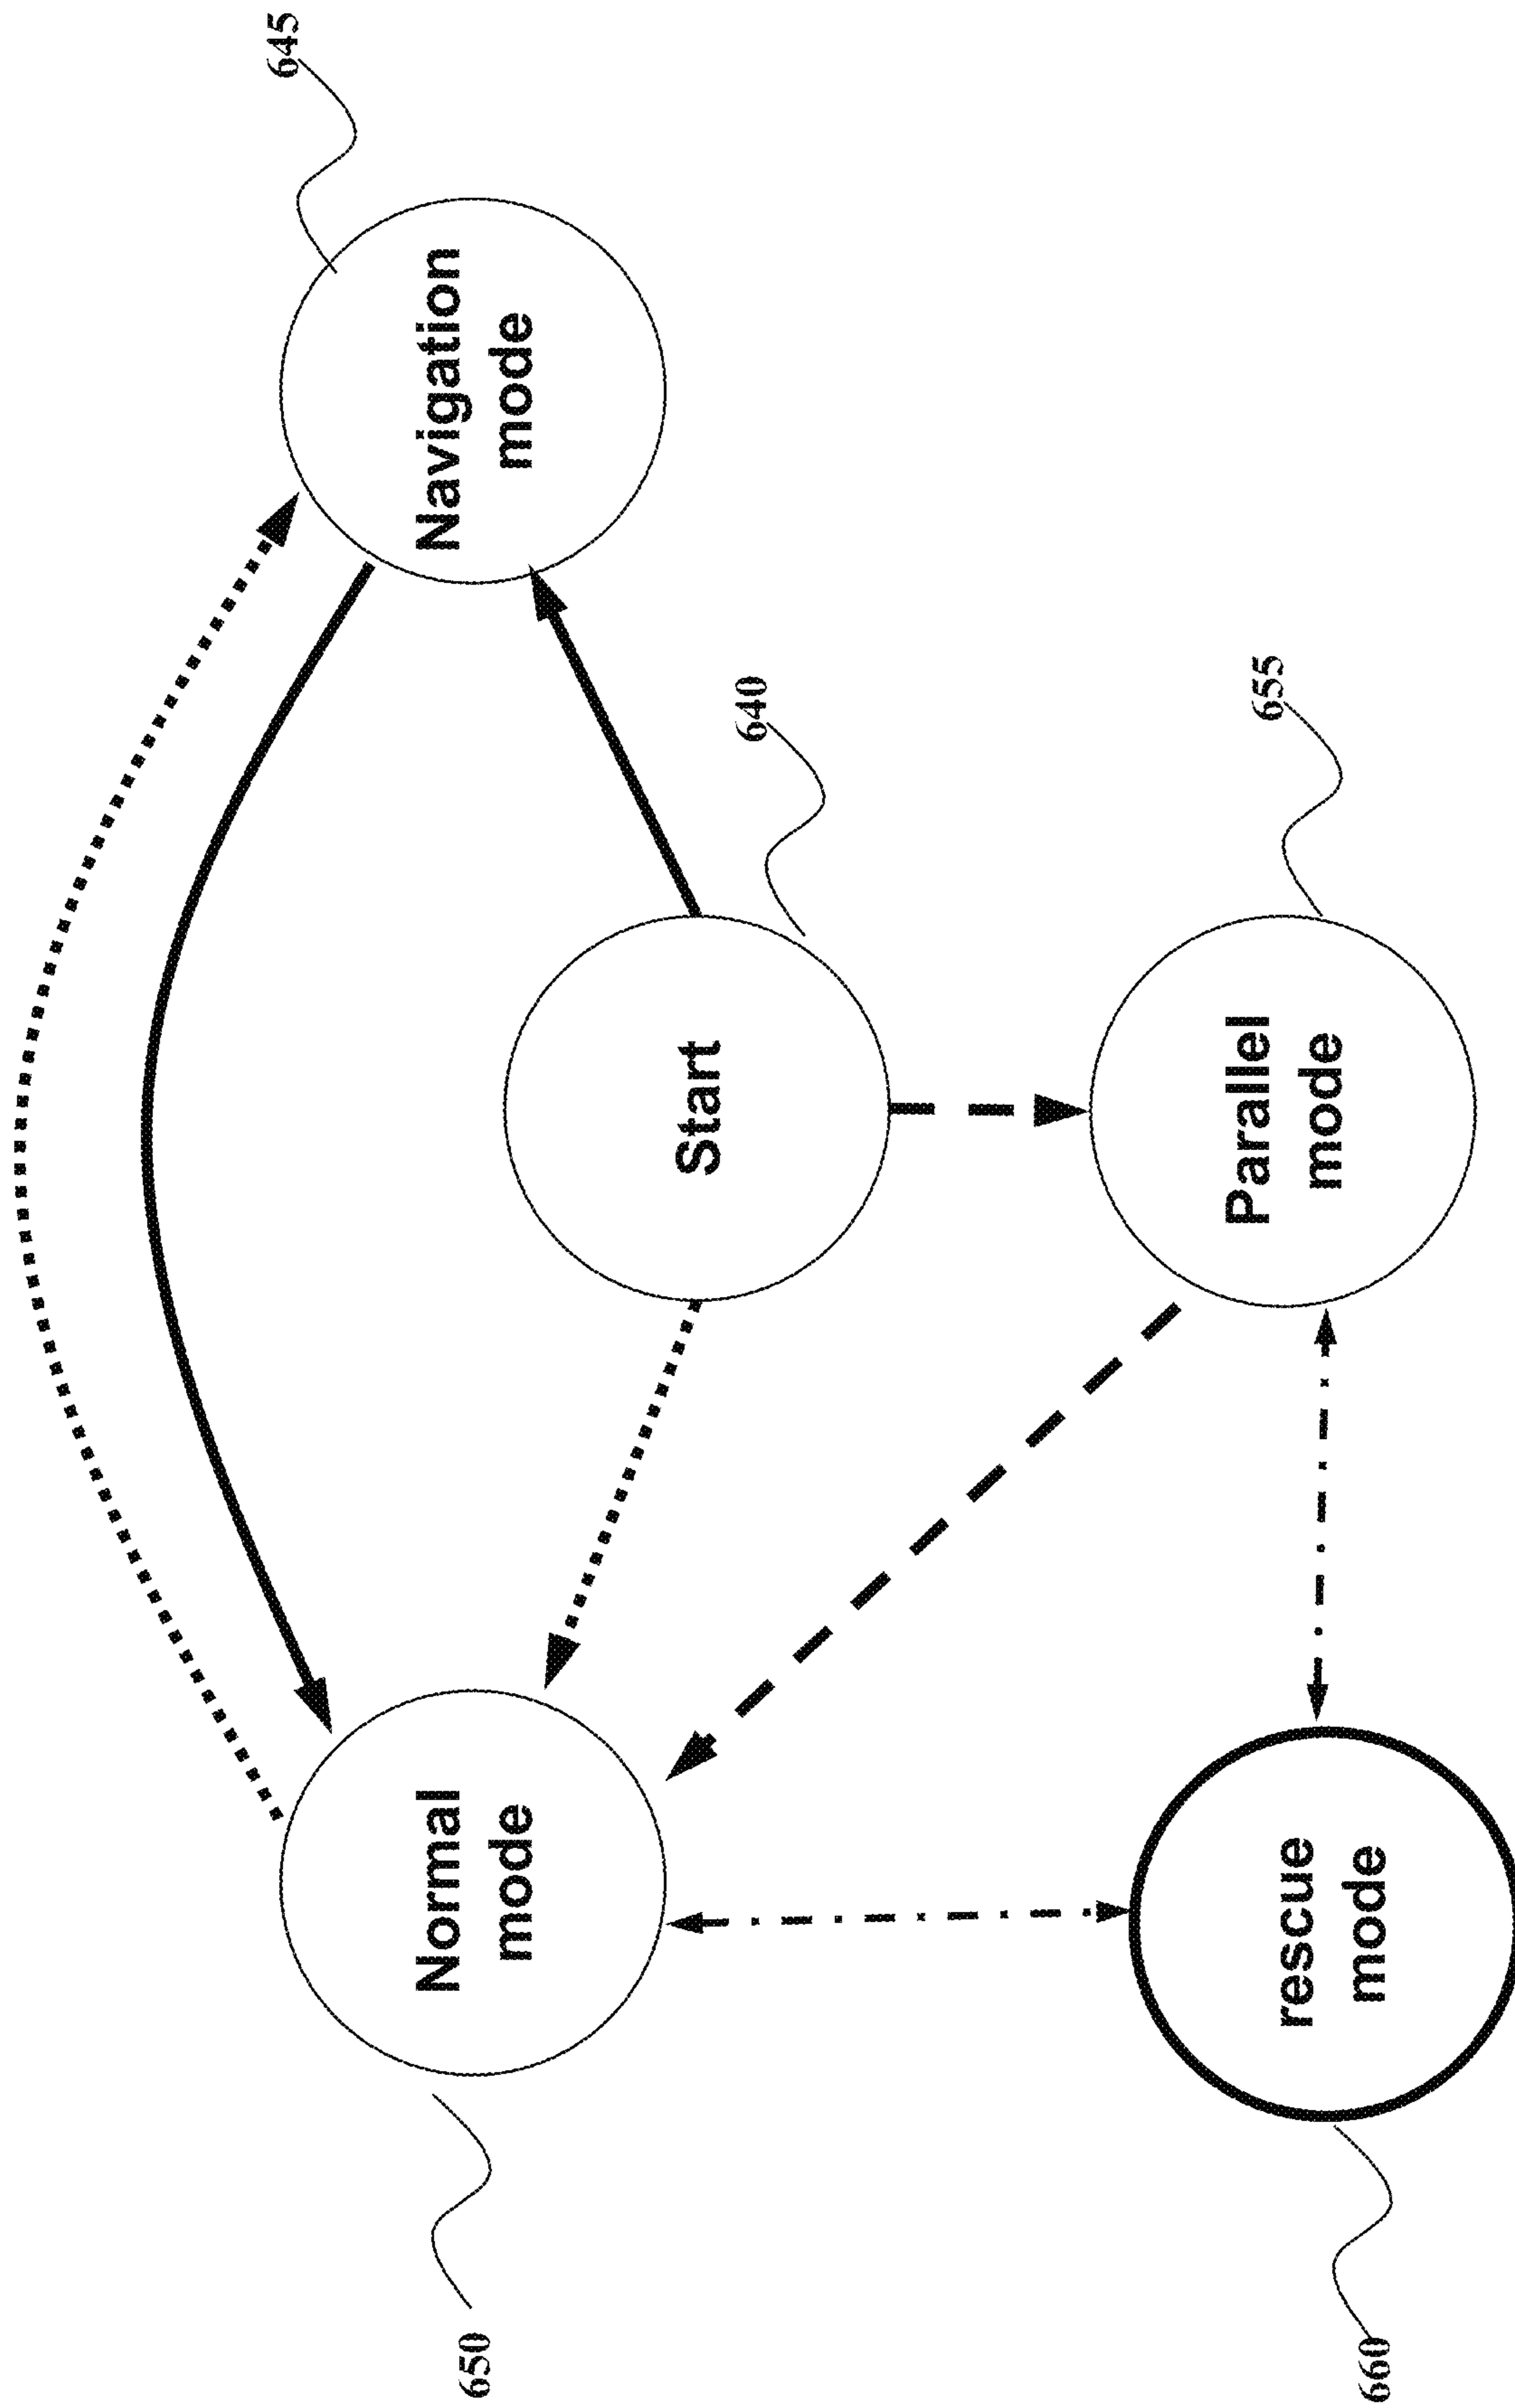 645
650
Normal
mode
Navigation
mode
Start
640
655
Parallel
mode
660
rescue
mode